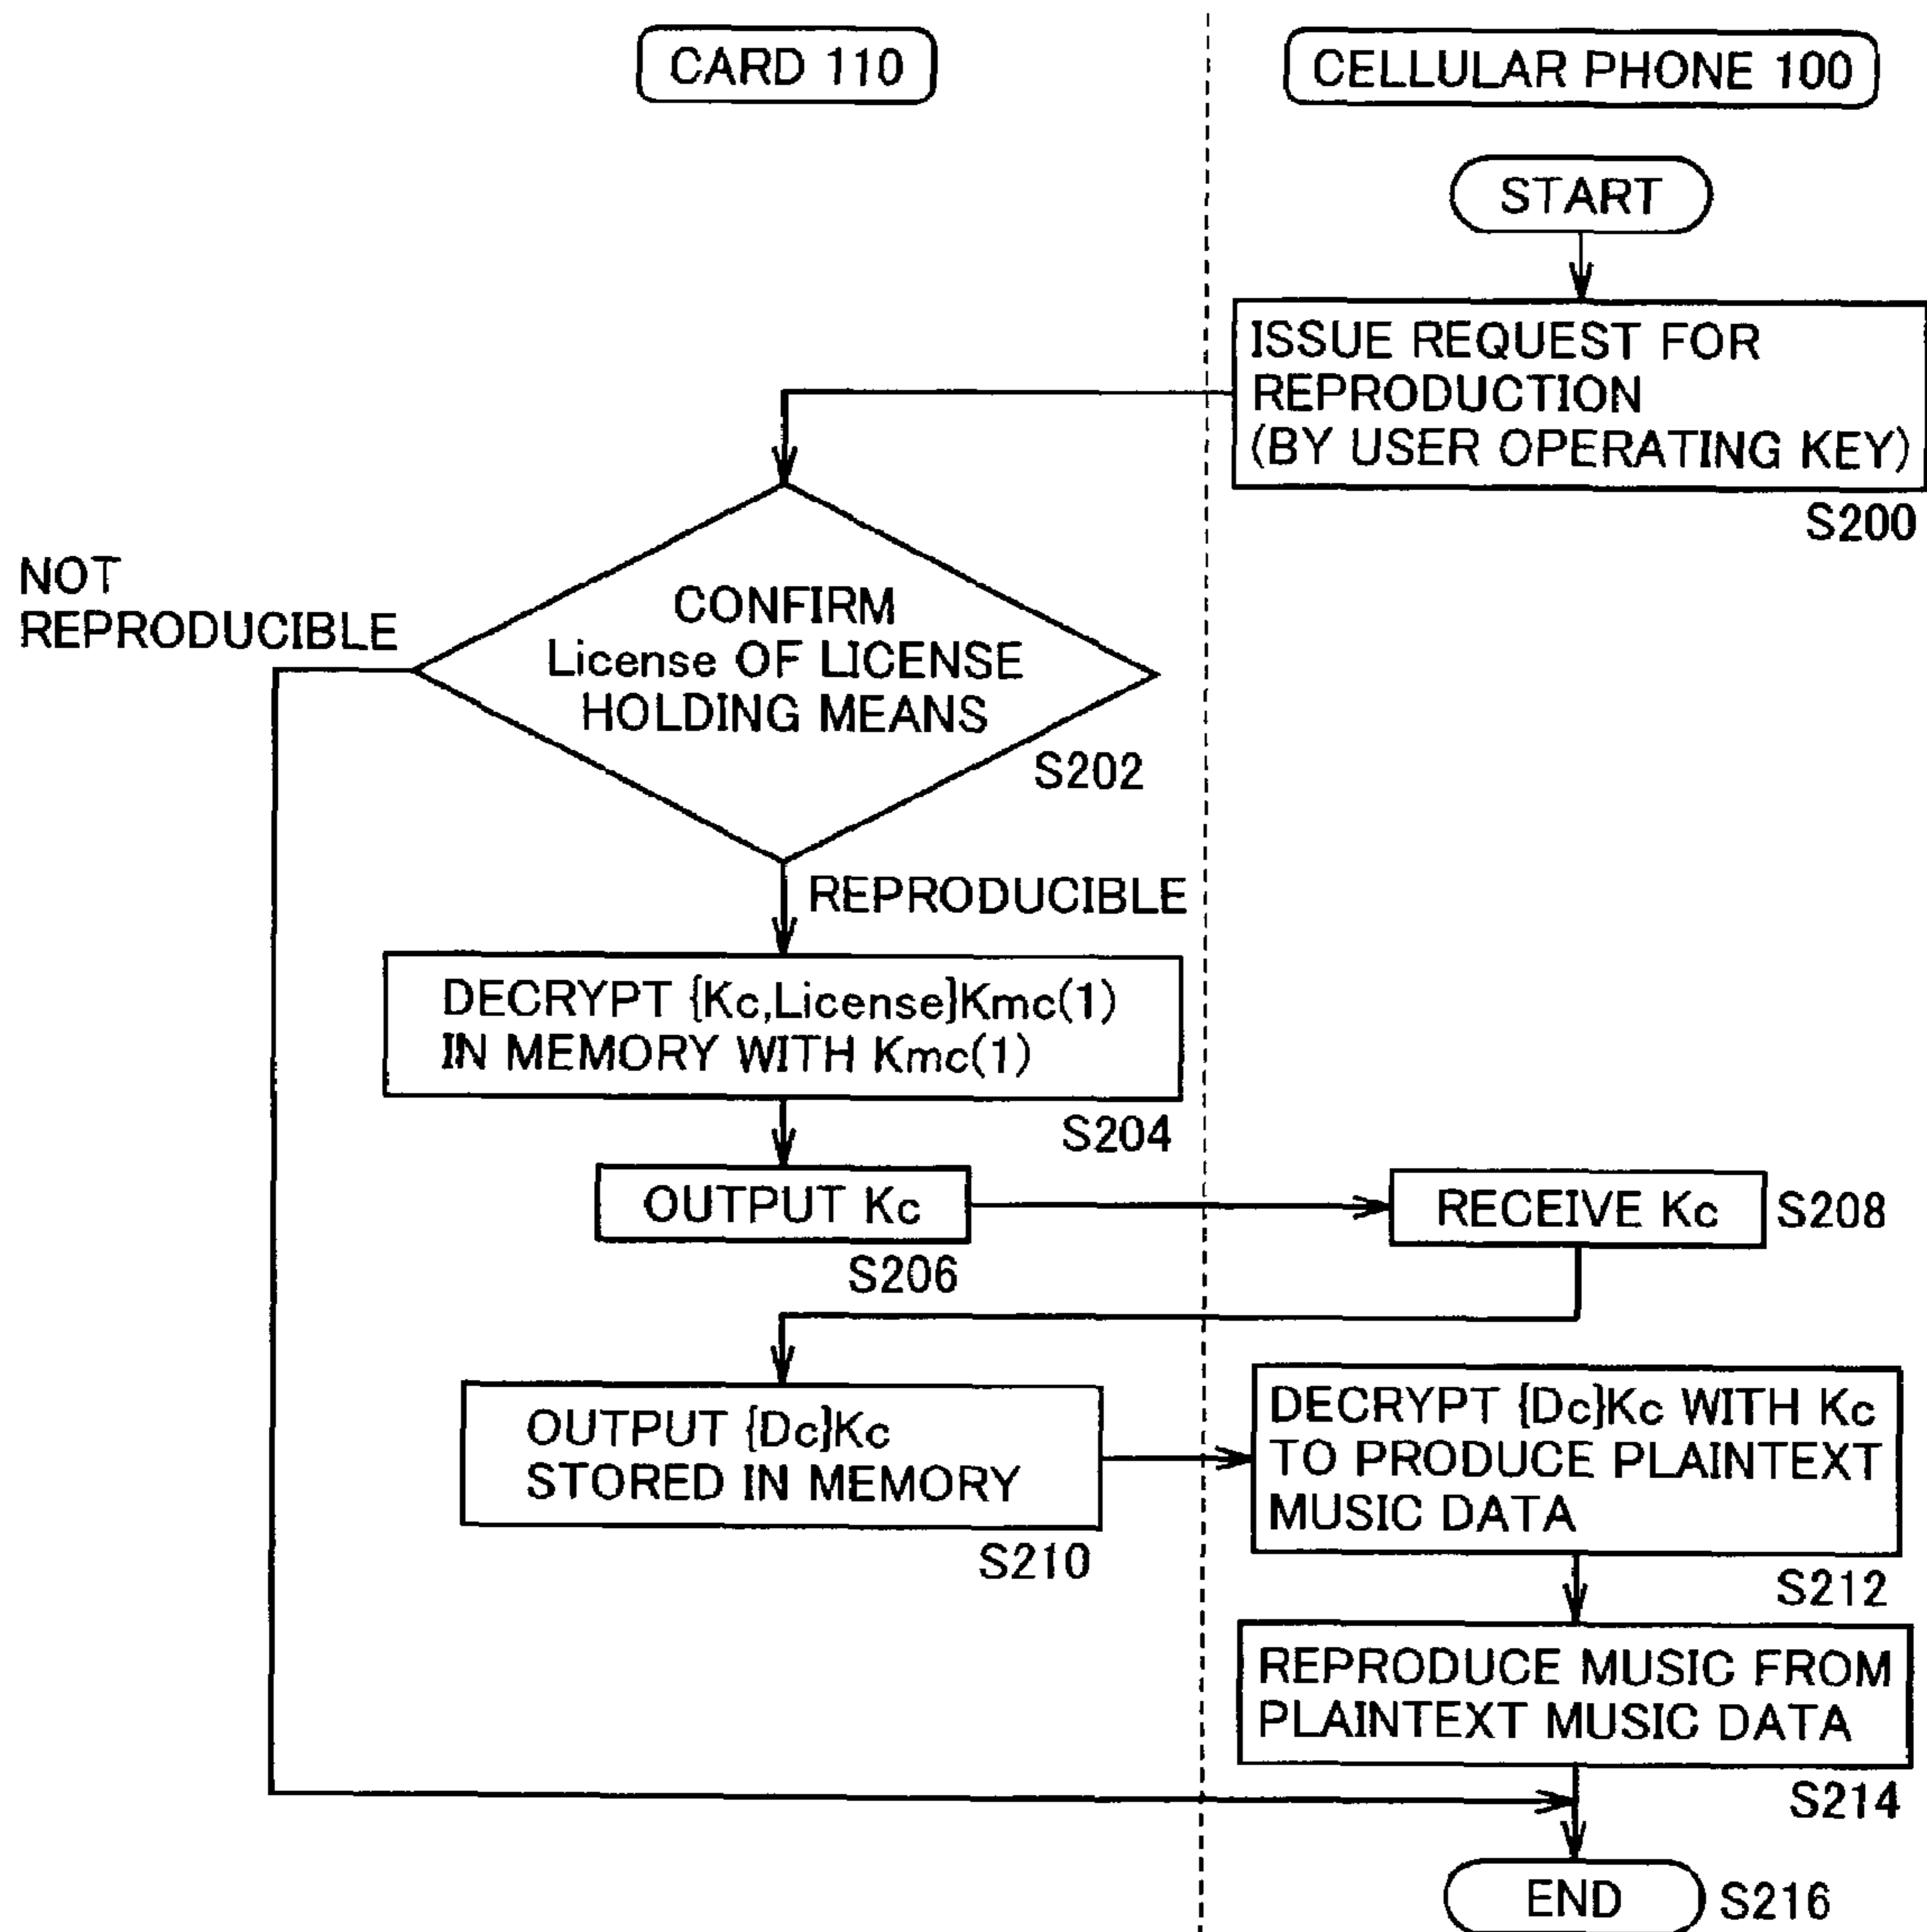 CARD 110
CELLULAR PHONE 100
START
ISSUE REQUEST FOR
REPRODUCTION
(BY USER OPERATING KEY)
S200
NOT
REPRODUCIBLE
CONFIRM
License OF LICENSE
HOLDING MEANS
S202
REPRODUCIBLE
DECRYPT {Kc,License}Kmc(1)
IN MEMORY WITH Kmc(1)
S204
OUTPUT Kc
S206
RECEIVE Kc
S208
OUTPUT {Dc}Kc
STORED IN MEMORY
S210
DECRYPT {Dc}Kc WITH Kc
TO PRODUCE PLAINTEXT
MUSIC DATA
S212
REPRODUCE MUSIC FROM
PLAINTEXT MUSIC DATA
S214
END
S216